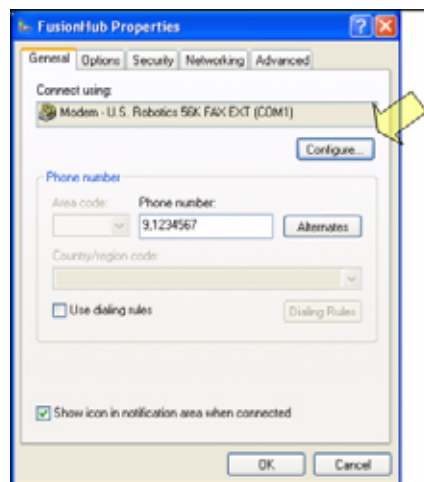 FusionHub Properties
General Options Security Networking Advanced
Connect using:
Modem - U.S. Robotics 56K FAX EXT (COM1)
Configure...
Phone number
Area code: Phone number:
9,1234567 Alternates
Country/region code:
Use dialing rules Dialing Rules
Show icon in notification area when connected
OK Cancel